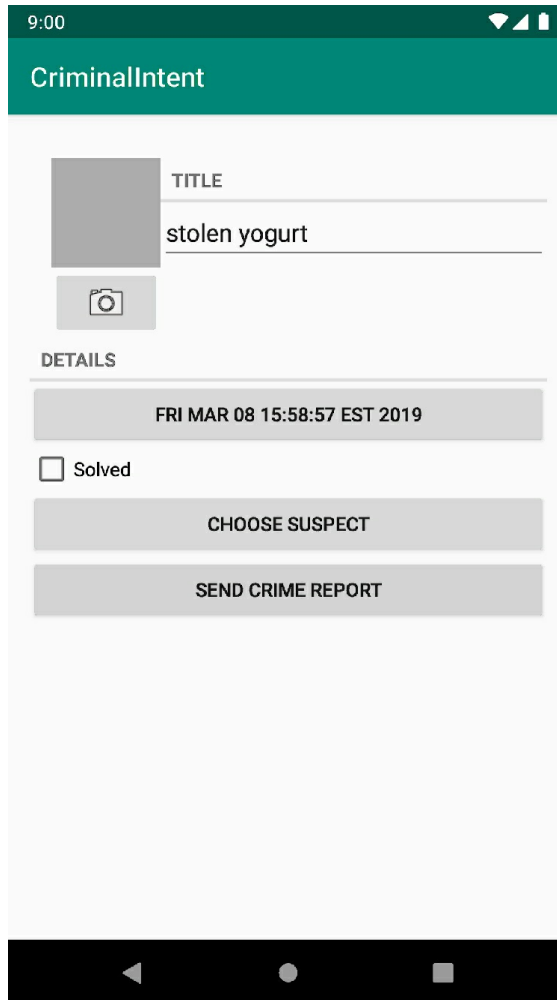 9:00
CriminalIntent
TITLE
stolen yogurt
DETAILS
FRI MAR 08 15:58:57 EST 2019
Solved
CHOOSE SUSPECT
SEND CRIME REPORT